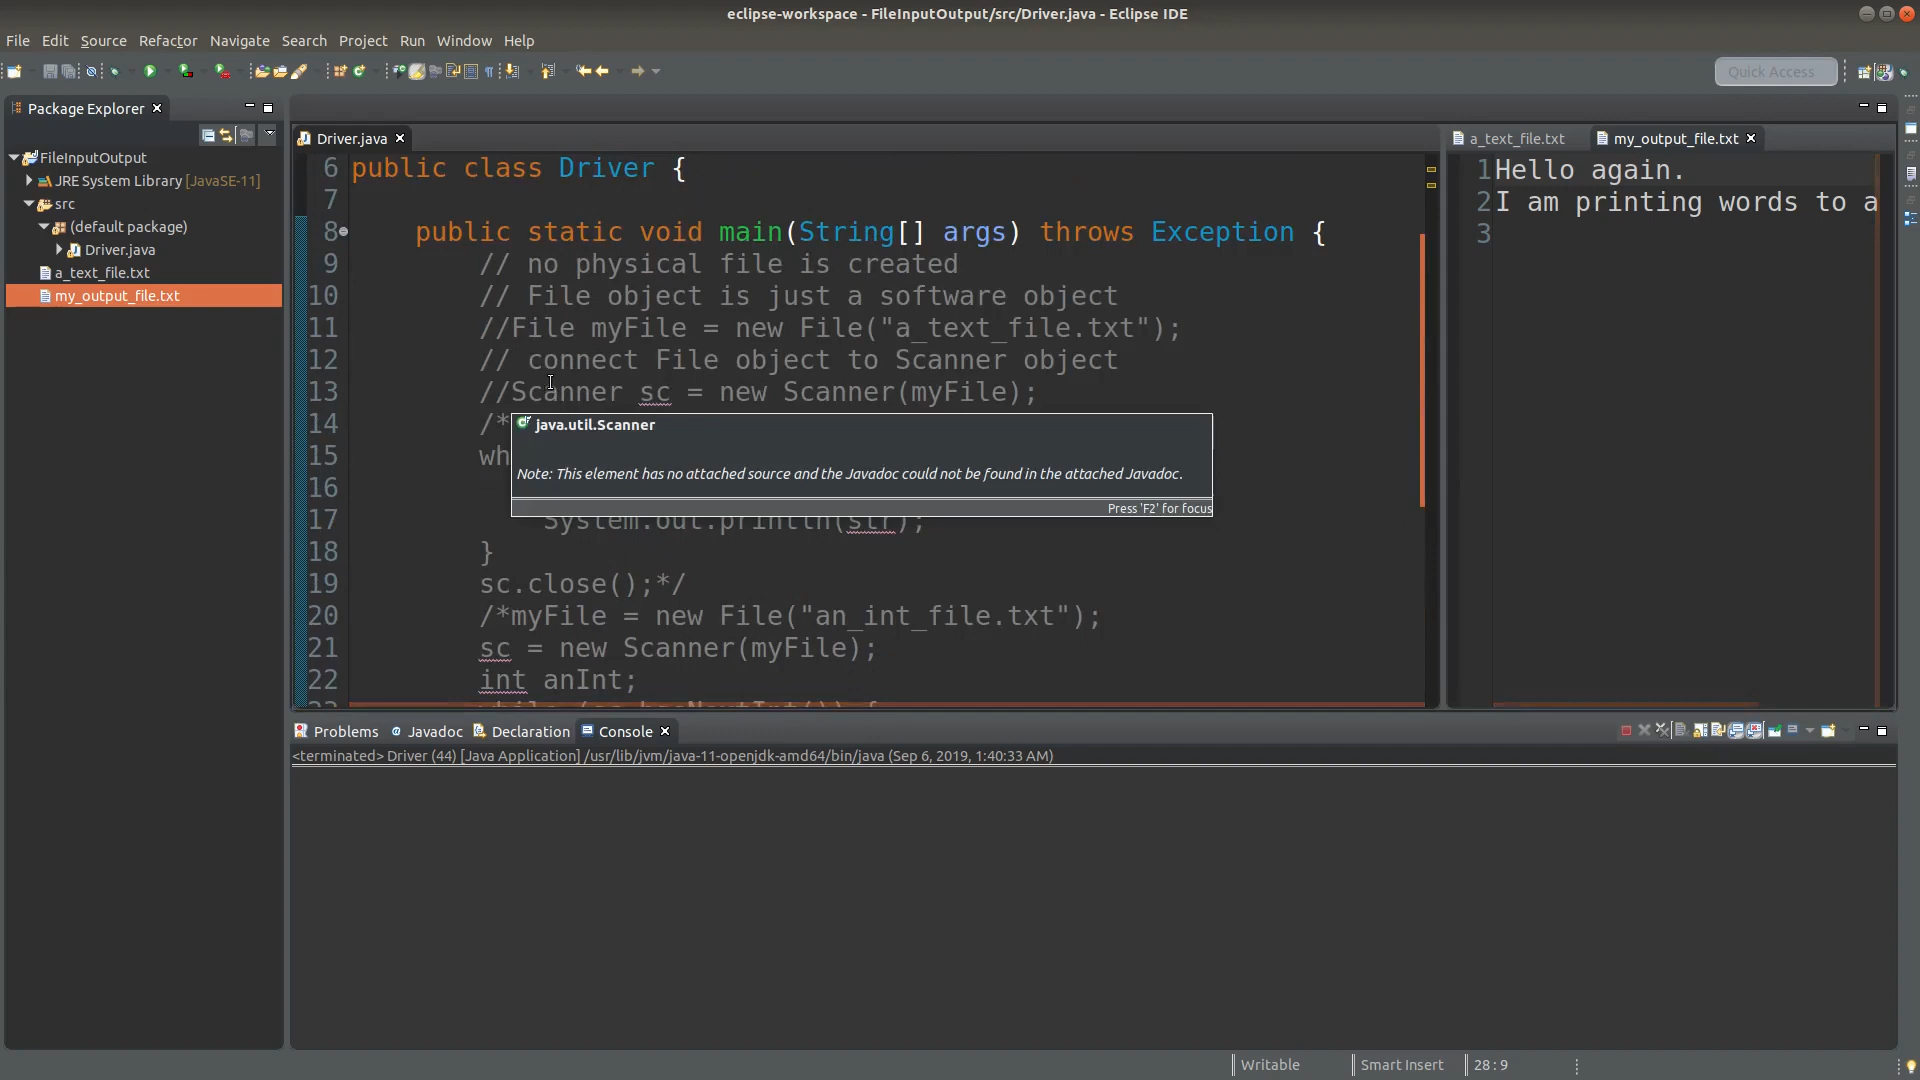 eclipse-workspace - FileInputOutput/src/Driver.java - Eclipse IDE
File Edit Source Refactor Navigate Search Project Run Window Help
Quick Access
Package Explorer
FileInputOutput
JRE System Library [JavaSE-11]
src
(default package)
Driver.java
a_text_file.txt
my_output_file.txt
Driver.java
6 public class Driver {
7
8 public static void main(String[] args) throws Exception {
9 // no physical file is created
10 // File object is just a software object
11 //File myFile = new File("a_text_file.txt");
12 // connect File object to Scanner object
13 //Scanner sc = new Scanner(myFile);
14 /*
15 wh
16
17 System.out.println(str);
18 }
19 sc.close();*/
20 /*myFile = new File("an_int_file.txt");
21 sc = new Scanner(myFile);
22 int anInt;
java.util.Scanner
Note: This element has no attached source and the Javadoc could not be found in the attached Javadoc.
Press 'F2' for focus
a_text_file.txt my_output_file.txt
1 Hello again.
2 I am printing words to a
3
Problems Javadoc Declaration Console
<terminated> Driver (44) [Java Application] /usr/lib/jvm/java-11-openjdk-amd64/bin/java (Sep 6, 2019, 1:40:33 AM)
Writable Smart Insert 28 : 9